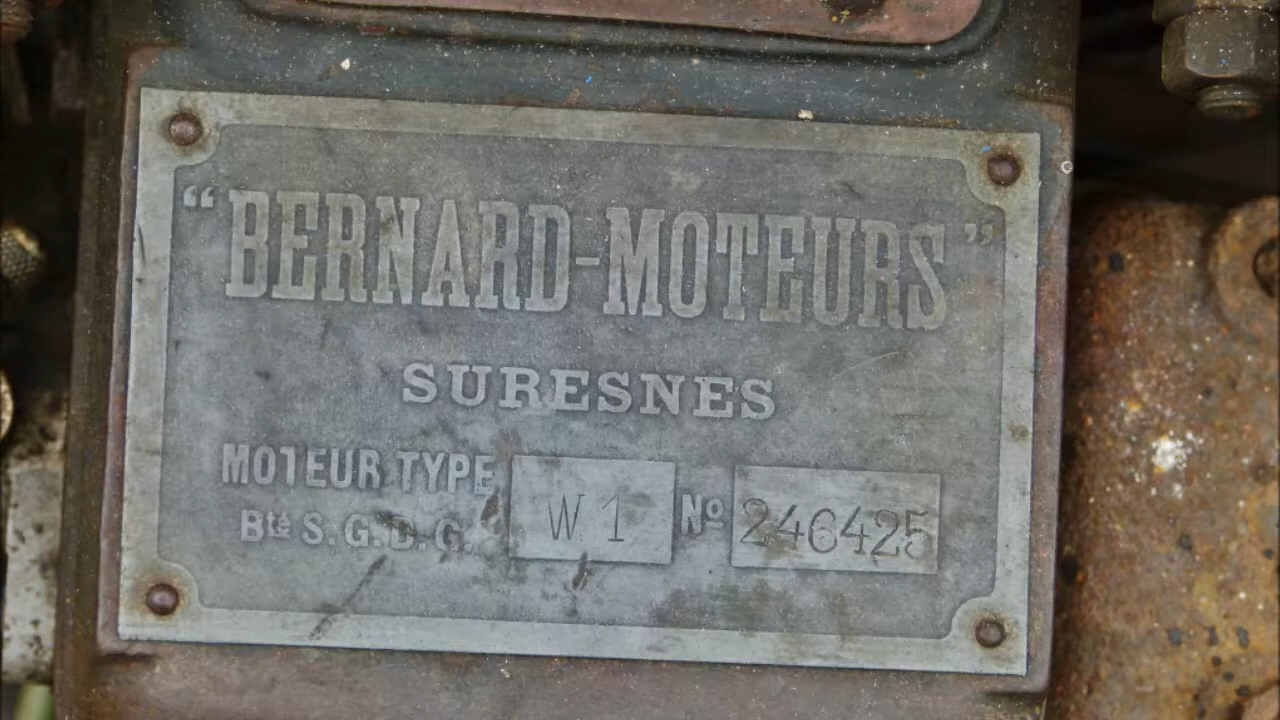 “BERNARD-MOTEURS”
SURESNES
MOTEUR TYPE W 1 Nº 246425
Bté S.G.D.G.